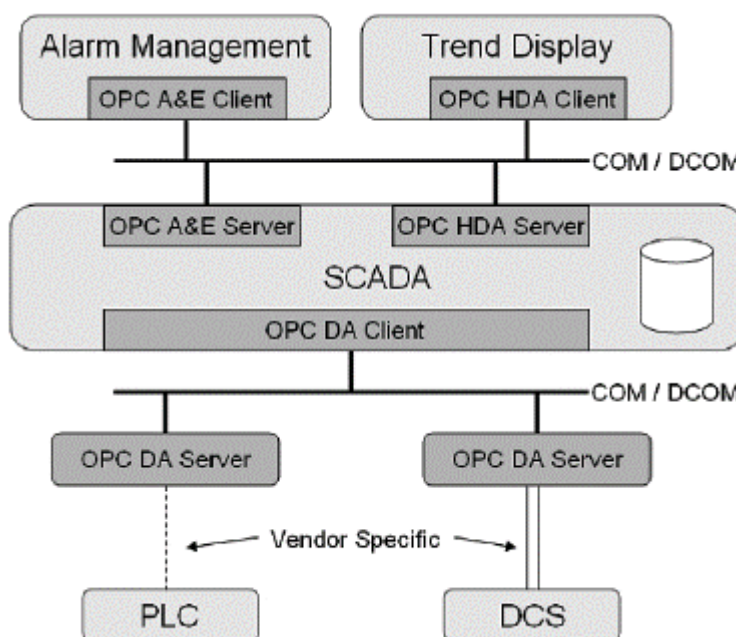 Alarm Management
Trend Display
OPC A&E Client
OPC HDA Client
COM / DCOM
OPC A&E Server
OPC HDA Server
SCADA
OPC DA Client
COM / DCOM
OPC DA Server
OPC DA Server
Vendor Specific
PLC
DCS